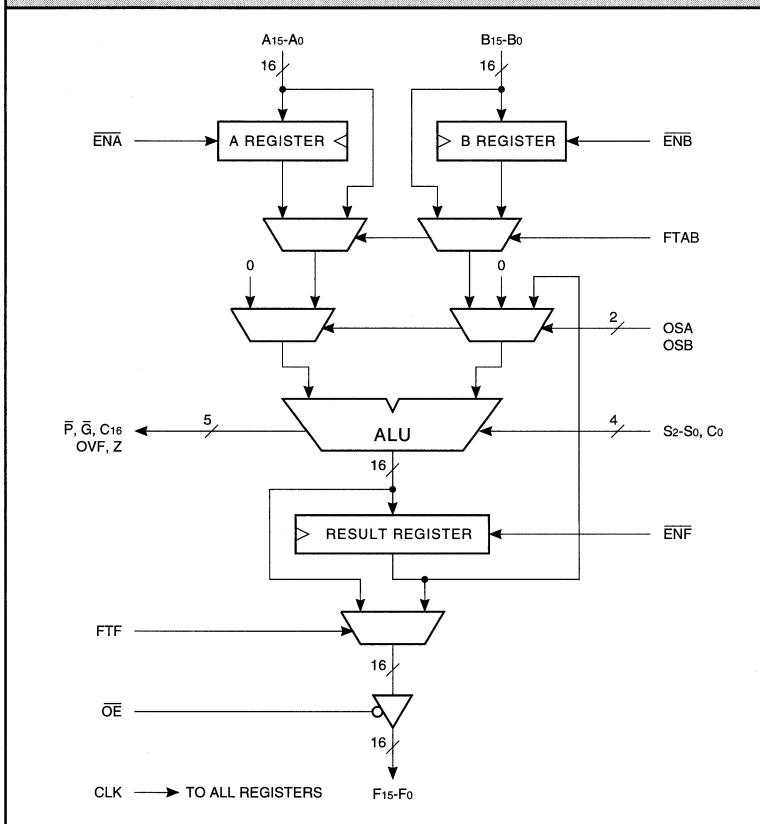 A15-A0 B15-B0
16 16
ENA A REGISTER B REGISTER ENB
FTAB
0 0
2 OSA
OSB
P, G, C16 5 ALU 4 S2-S0, C0
OVF, Z
16
RESULT REGISTER ENF
FTF
16
OE
16
CLK TO ALL REGISTERS F15-F0